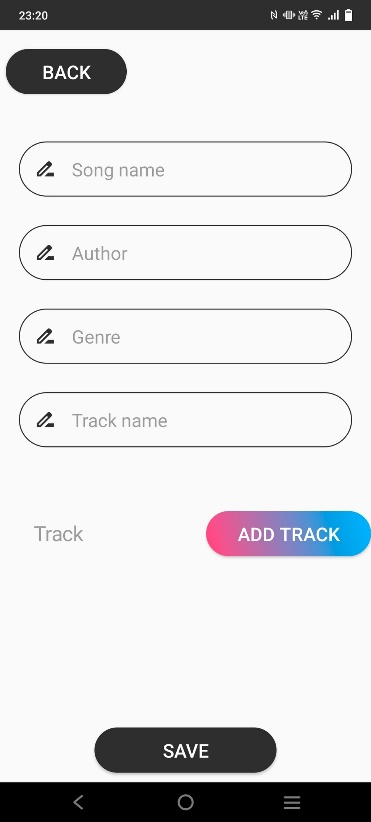 23:20
BACK
Song name
Author
Genre
Track name
Track
ADD TRACK
SAVE